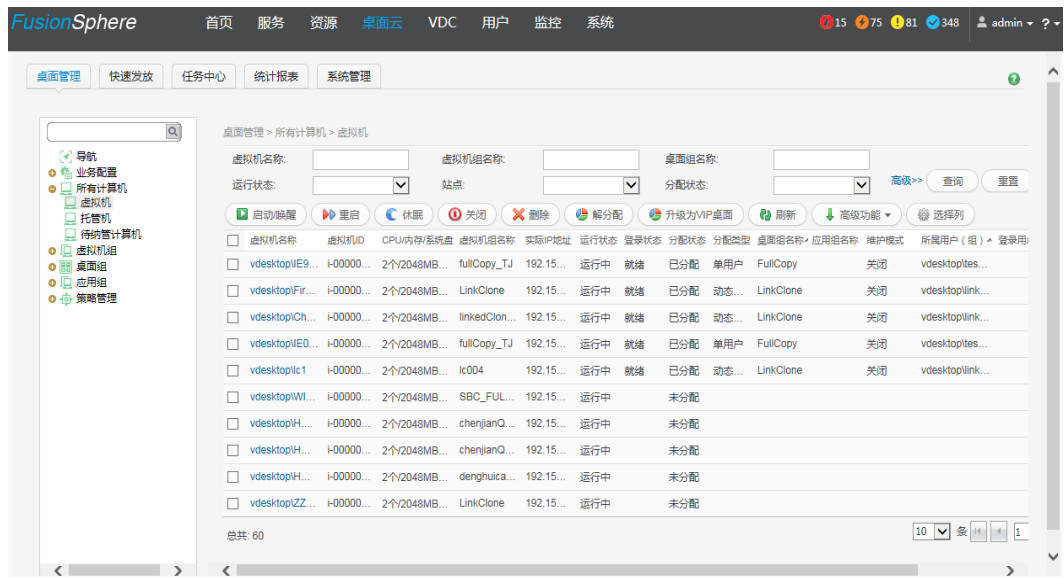 FusionSphere 首页 服务 资源 桌面云 VDC 用户 监控 系统 15 75 81 348 admin ?
桌面管理 快速发放 任务中心 统计报表 系统管理 ?
导航
业务配置
所有计算机
虚拟机
托管机
待纳管计算机
虚拟机组
桌面组
应用组
策略管理
桌面管理 > 所有计算机 > 虚拟机
虚拟机名称: 虚拟机组名称: 桌面组名称:
运行状态: 站点: 分配状态: 高级>> 查询 重置
启动/唤醒 重启 休眠 关闭 删除 解分配 升级为VIP桌面 刷新 高级功能 选择列
虚拟机名称 虚拟机ID CPU/内存/系统盘 虚拟机组名称 实际IP地址 运行状态 登录状态 分配状态 分配类型 桌面组名称 应用组名称 维护模式 所属用户（组） 登录用
vdesktop\IE9... i-00000... 2个/2048MB... fullCopy_TJ 192.15... 运行中 就绪 已分配 单用户 FullCopy 关闭 vdesktop\tes...
vdesktop\Fir... i-00000... 2个/2048MB... LinkClone 192.15... 运行中 就绪 已分配 动态... LinkClone 关闭 vdesktop\link...
vdesktop\Ch... i-00000... 2个/2048MB... linkedClon... 192.15... 运行中 就绪 已分配 动态... LinkClone 关闭 vdesktop\link...
vdesktop\IE0... i-00000... 2个/2048MB... fullCopy_TJ 192.15... 运行中 就绪 已分配 单用户 FullCopy 关闭 vdesktop\tes...
vdesktop\lc1 i-00000... 2个/2048MB... lc004 192.15... 运行中 就绪 已分配 动态... LinkClone 关闭 vdesktop\link...
vdesktop\WI... i-00000... 2个/2048MB... SBC_FUL... 192.15... 运行中 未分配
vdesktop\H... i-00000... 2个/2048MB... chenjianQ... 192.15... 运行中 未分配
vdesktop\H... i-00000... 2个/2048MB... chenjianQ... 192.15... 运行中 未分配
vdesktop\H... i-00000... 2个/2048MB... denghuica... 192.15... 运行中 未分配
vdesktop\ZZ... i-00000... 2个/2048MB... LinkClone 192.15... 运行中 未分配
总共: 60 10 条 1